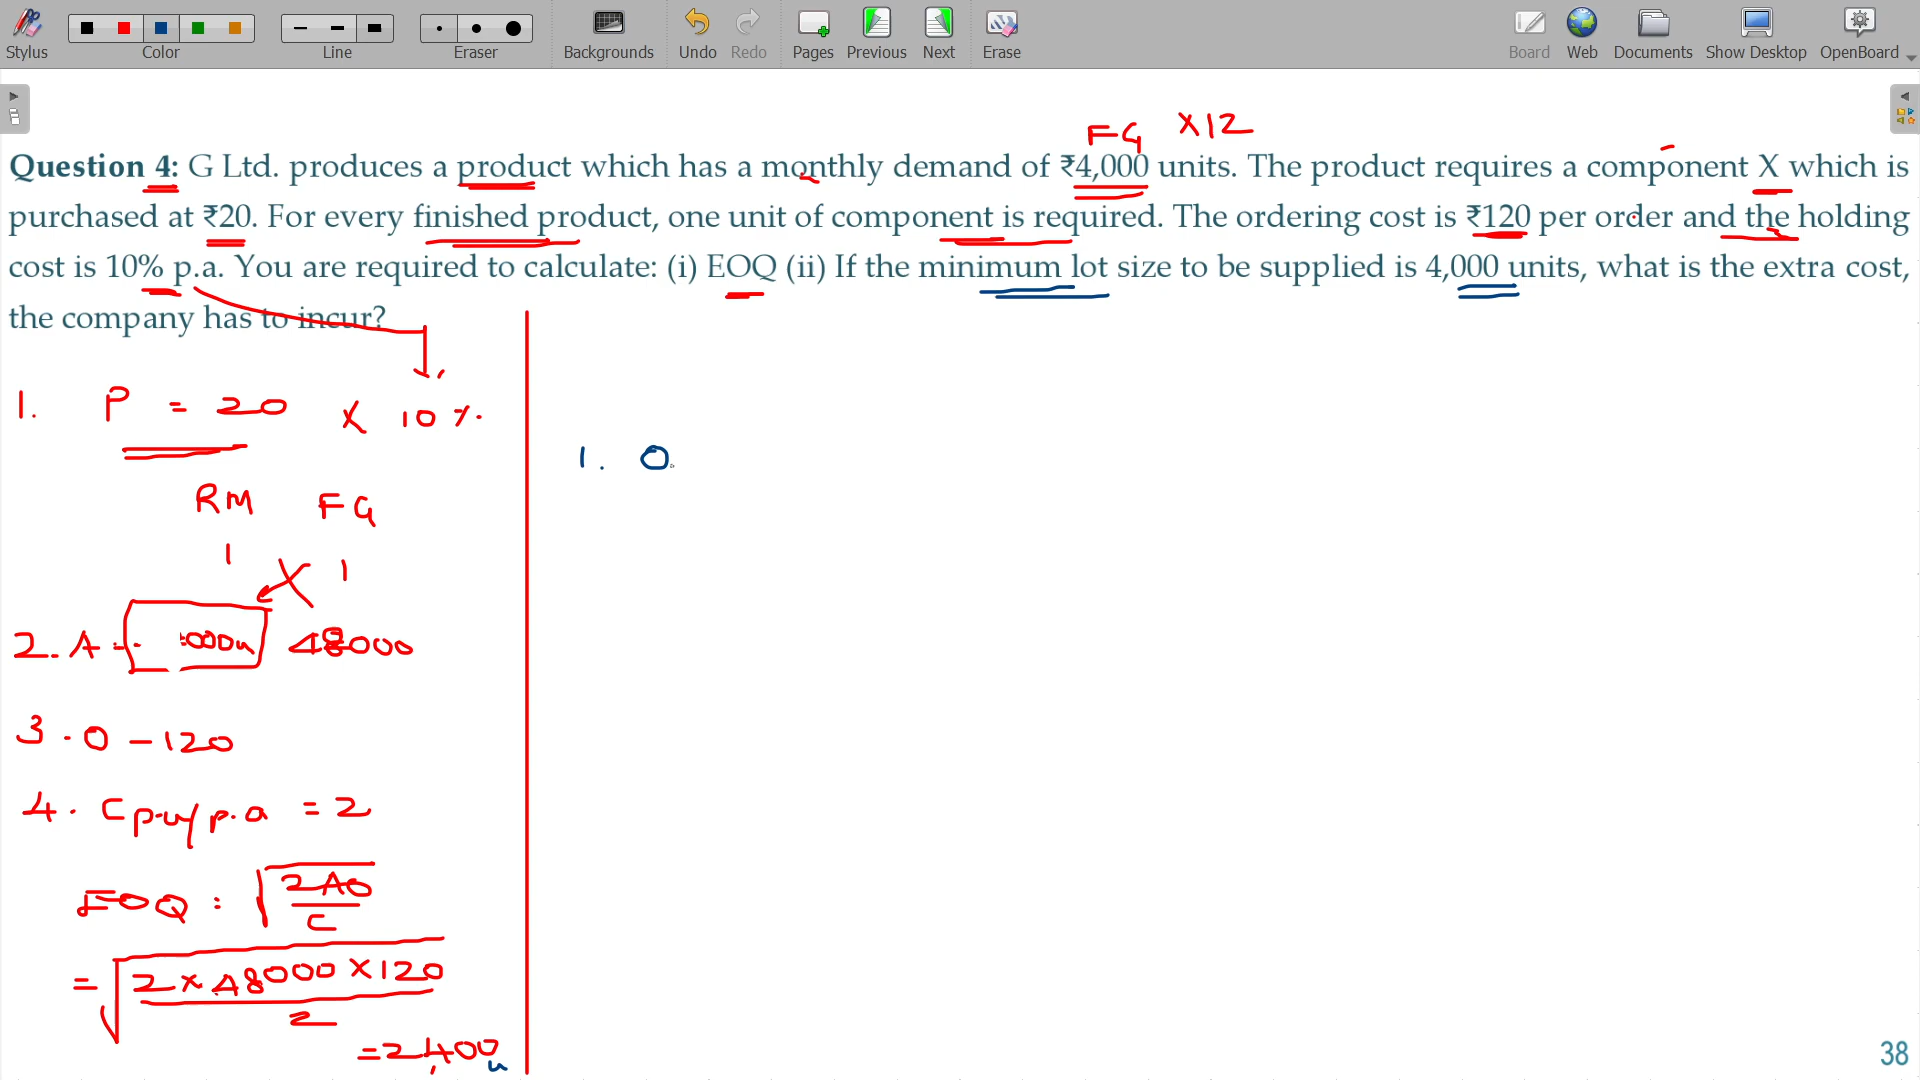 Stylus Color Line Eraser Backgrounds Undo Redo Pages Previous Next Erase Board Web Documents Show Desktop OpenBoard
FG ×12
Question 4: G Ltd. produces a product which has a monthly demand of ₹4,000 units. The product requires a component X which is
purchased at ₹20. For every finished product, one unit of component is required. The ordering cost is ₹120 per order and the holding
cost is 10% p.a. You are required to calculate: (i) EOQ (ii) If the minimum lot size to be supplied is 4,000 units, what is the extra cost,
the company has to incur?
1. P = 20 × 10%
RM FG
1 1
2. A = 48000
3. O - 120
4. C p.u/p.a = 2
EOQ = √2AO
C
= √2 × 48000 × 120
2
= 2,400 u
1. O
38